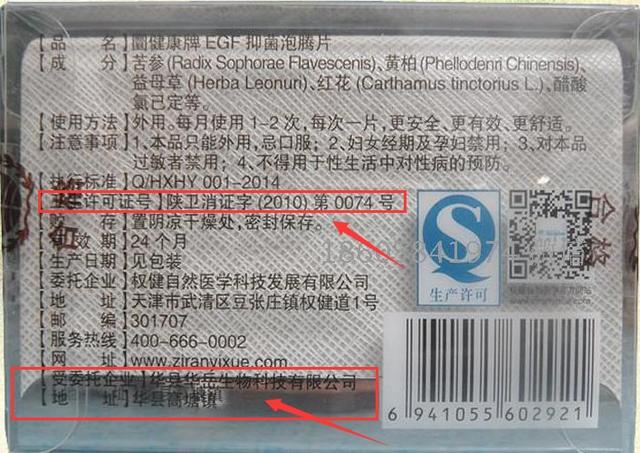 【品 名】圊健康牌 EGF 抑菌泡腾片
【成 分】苦参(Radix Sophorae Flavescenis)、黄柏(Phellodenri Chinensis)、
益母草(Herba Leonuri)、红花(Carthamus tinctorius L.)、醋酸
氯已定等。
【使用方法】外用。每月使用1-2次,每次一片,更安全、更有效、更舒适。
【注意事项】1、本品只能外用,忌口服;2、妇女经期及孕妇禁用;3、对本品
过敏者禁用;4、不得用于性生活中对性病的预防。
【执行标准】Q/HXHY 001-2014
【卫生许可证号】陕卫消证字(2010)第0074号
存】置阴凉干燥处,密封保存。
效期】24个月
【生产日期】见包装
【委托企业】权健自然医学科技发展有限公司
【地 址】天津市武清区豆张庄镇权健道1号
【邮 编】301707
【服务热线】400-666-0002
【网 址】www.ziranyixue.com
【受委托企业】华县华岳生物科技有限公司
【地 址】华县高塘镇
生产许可
合格
6 941055 602921